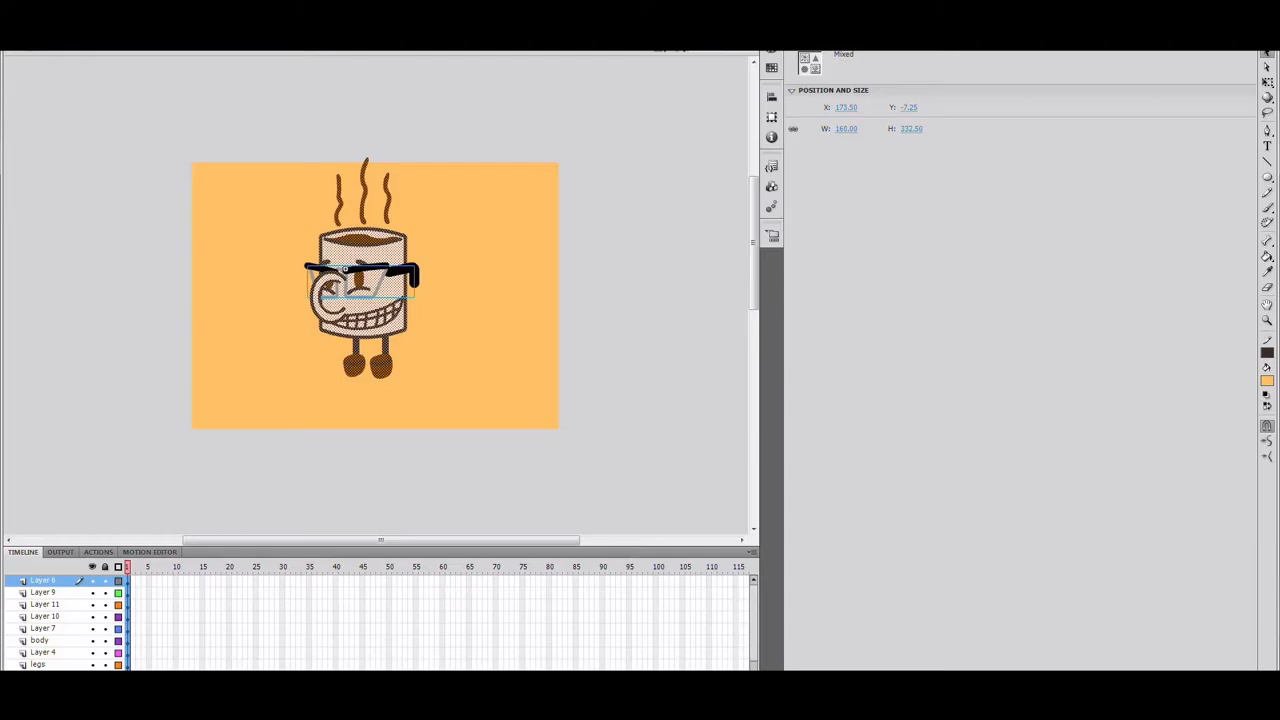 Mixed
POSITION AND SIZE
X: 173.50 Y: -7.25
W: 160.00 H: 332.50
TIMELINE OUTPUT ACTIONS MOTION EDITOR
1 5 10 15 20 25 30 35 40 45 50 55 60 65 70 75 80 85 90 95 100 105 110 115
Layer 6
Layer 9
Layer 11
Layer 10
Layer 7
body
Layer 4
legs